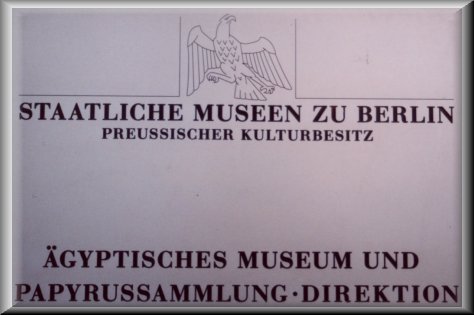 STAATLICHE MUSEEN ZU BERLIN
PREUSSISCHER KULTURBESITZ
ÄGYPTISCHES MUSEUM UND
PAPYRUSSAMMLUNG · DIREKTION